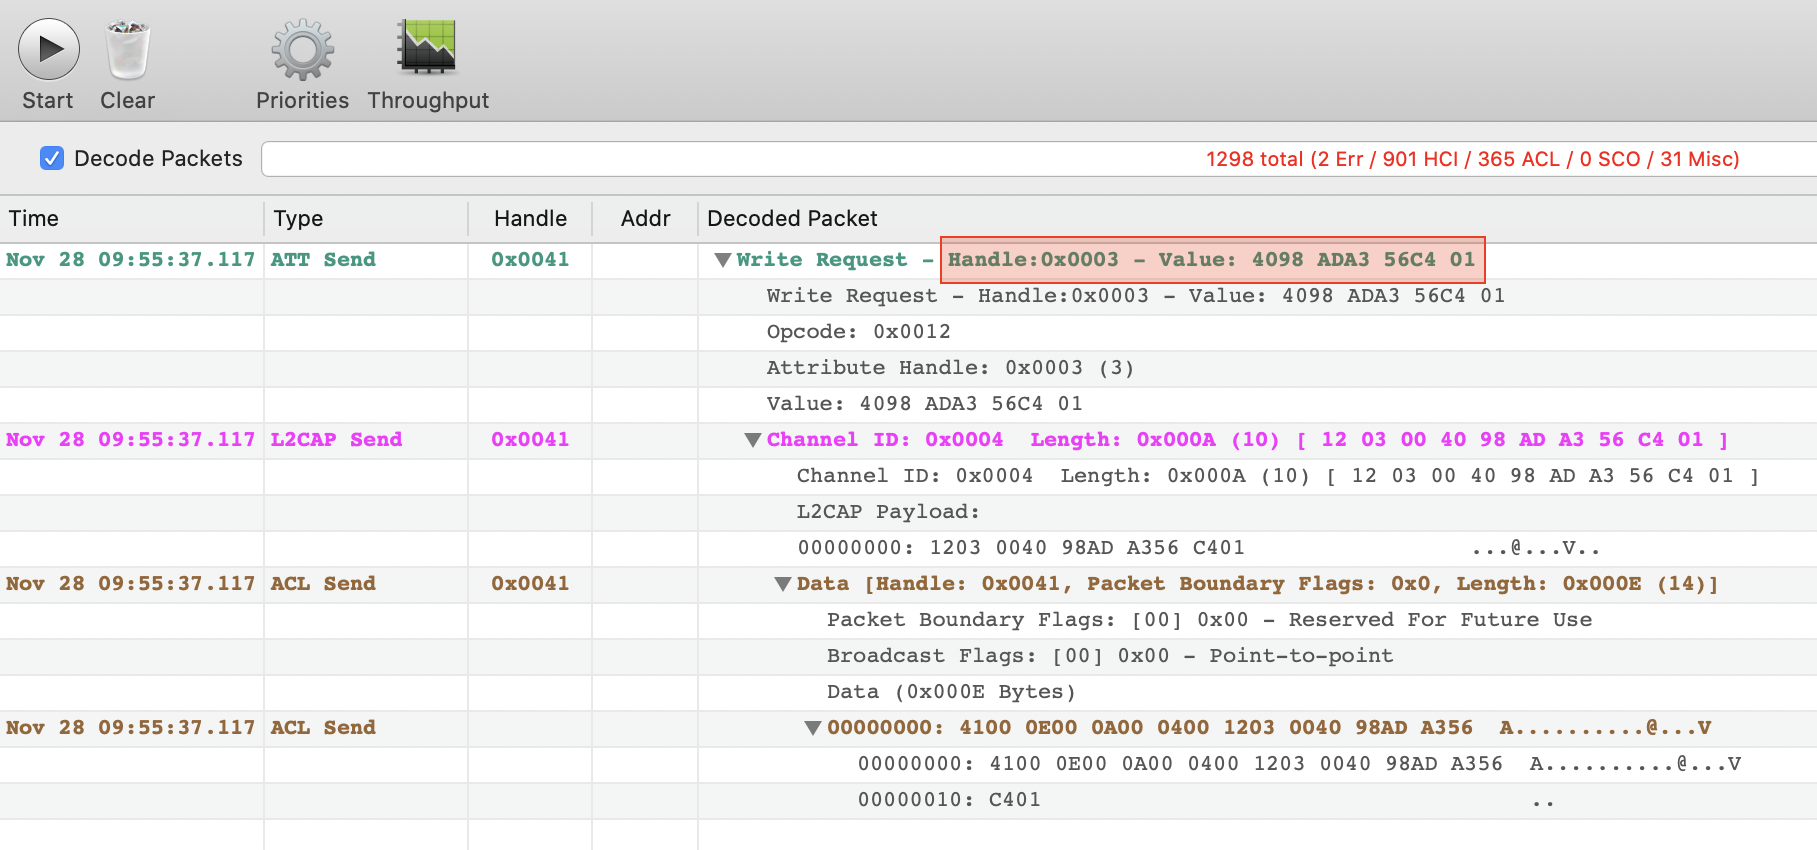 Start Clear Priorities Throughput
Decode Packets 1298 total (2 Err / 901 HCI / 365 ACL / 0 SCO / 31 Misc)
Time Type Handle Addr Decoded Packet
Nov 28 09:55:37.117 ATT Send 0x0041 Write Request - Handle:0x0003 - Value: 4098 ADA3 56C4 01
Write Request - Handle:0x0003 - Value: 4098 ADA3 56C4 01
Opcode: 0x0012
Attribute Handle: 0x0003 (3)
Value: 4098 ADA3 56C4 01
Nov 28 09:55:37.117 L2CAP Send 0x0041 Channel ID: 0x0004 Length: 0x000A (10) [ 12 03 00 40 98 AD A3 56 C4 01 ]
Channel ID: 0x0004 Length: 0x000A (10) [ 12 03 00 40 98 AD A3 56 C4 01 ]
L2CAP Payload:
00000000: 1203 0040 98AD A356 C401 ...@...V..
Nov 28 09:55:37.117 ACL Send 0x0041 Data [Handle: 0x0041, Packet Boundary Flags: 0x0, Length: 0x000E (14)]
Packet Boundary Flags: [00] 0x00 - Reserved For Future Use
Broadcast Flags: [00] 0x00 - Point-to-point
Data (0x000E Bytes)
Nov 28 09:55:37.117 ACL Send 00000000: 4100 0E00 0A00 0400 1203 0040 98AD A356 A..........@...V
00000000: 4100 0E00 0A00 0400 1203 0040 98AD A356 A..........@...V
00000010: C401 ..